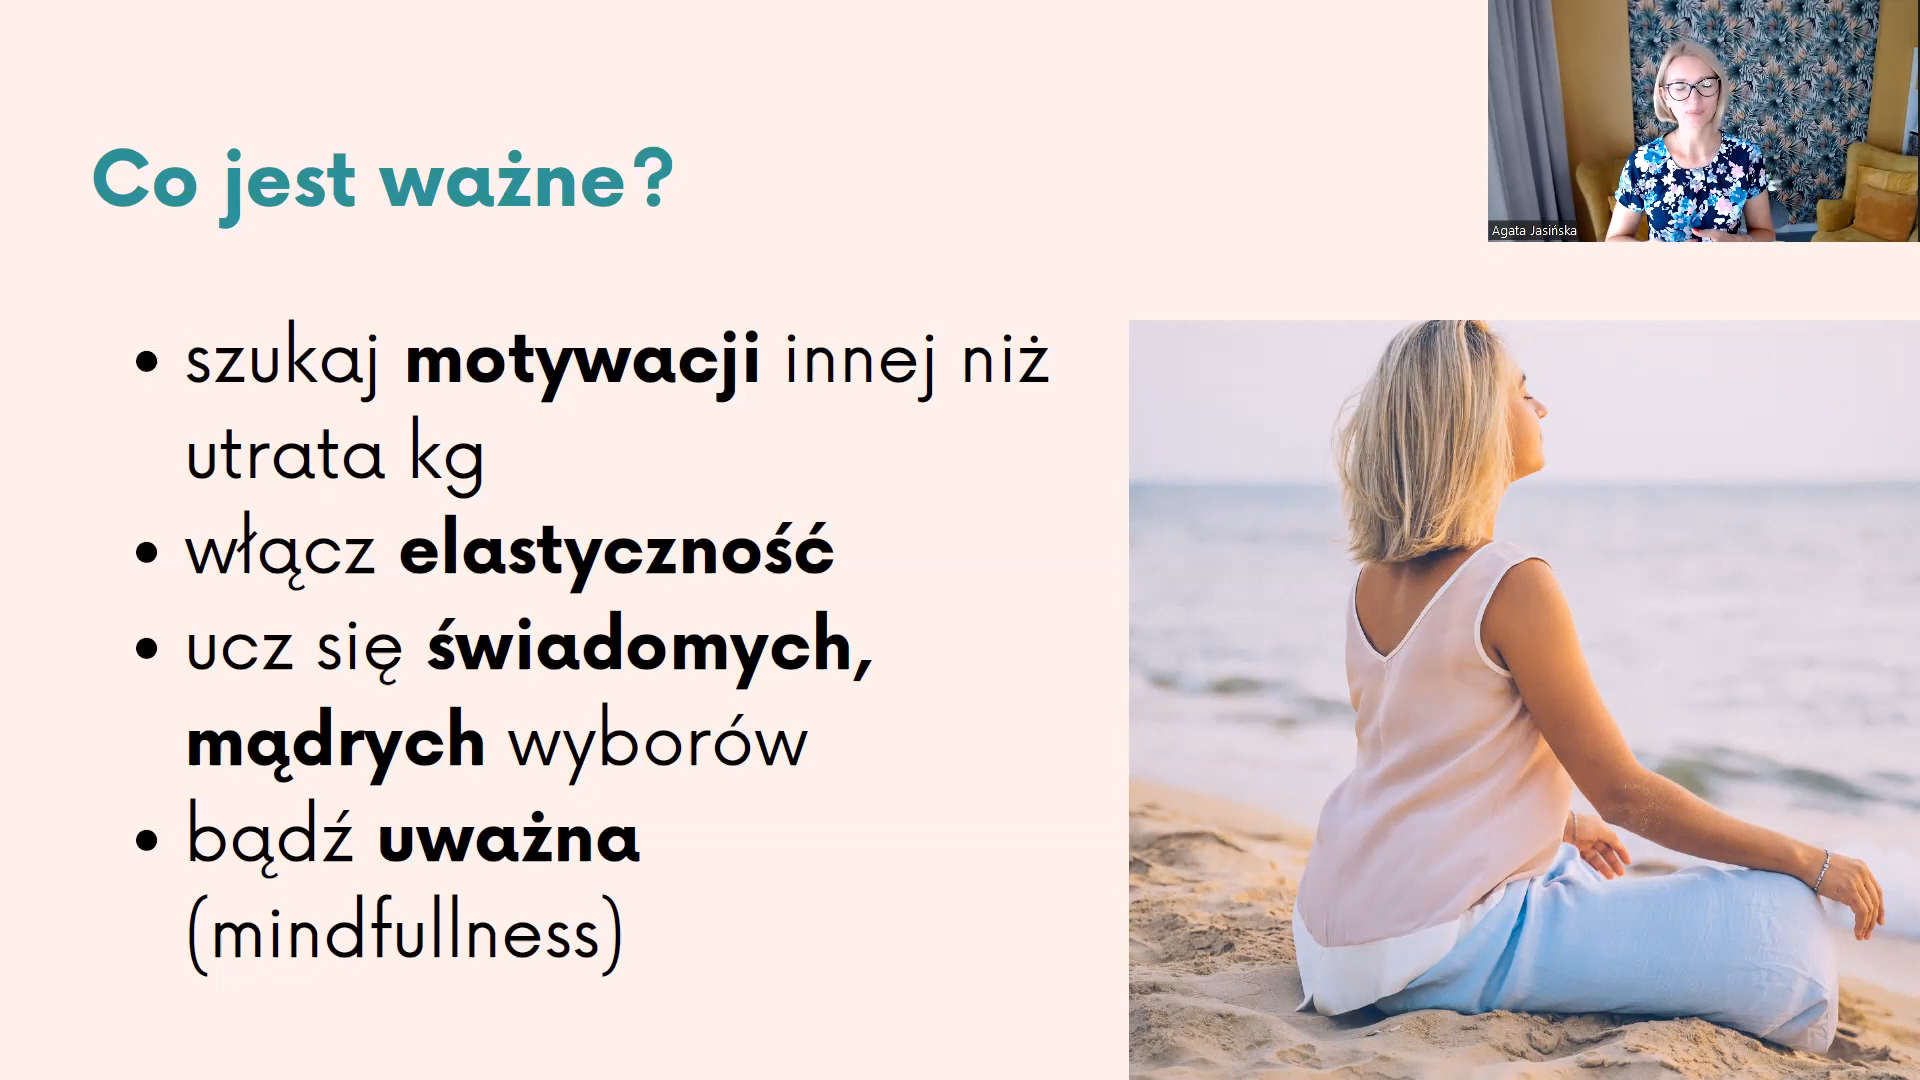 Co jest ważne?
Agata Jasińska
• szukaj motywacji innej niż
utrata kg
• włącz elastyczność
• ucz się świadomych,
mądrych wyborów
• bądź uważna
(mindfullness)